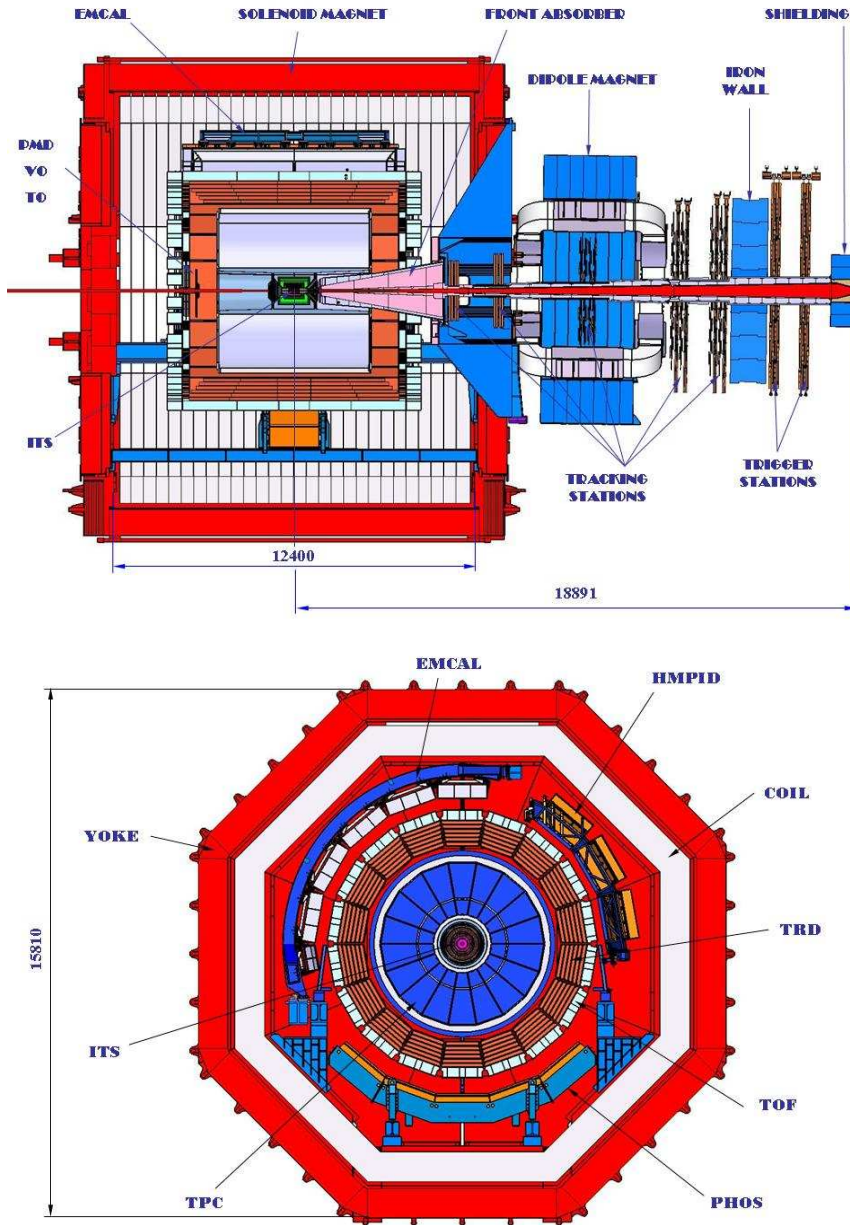 EMCAL SOLENOID MAGNET FRONT ABSORBER SHIELDING
DIPOLE MAGNET
IRON
WALL
PMD
V0
T0
ITS
TRACKING
STATIONS
TRIGGER
STATIONS
12400
18891
EMCAL
HMPID
COIL
YOKE
15810
TRD
ITS
TOF
TPC
PHOS